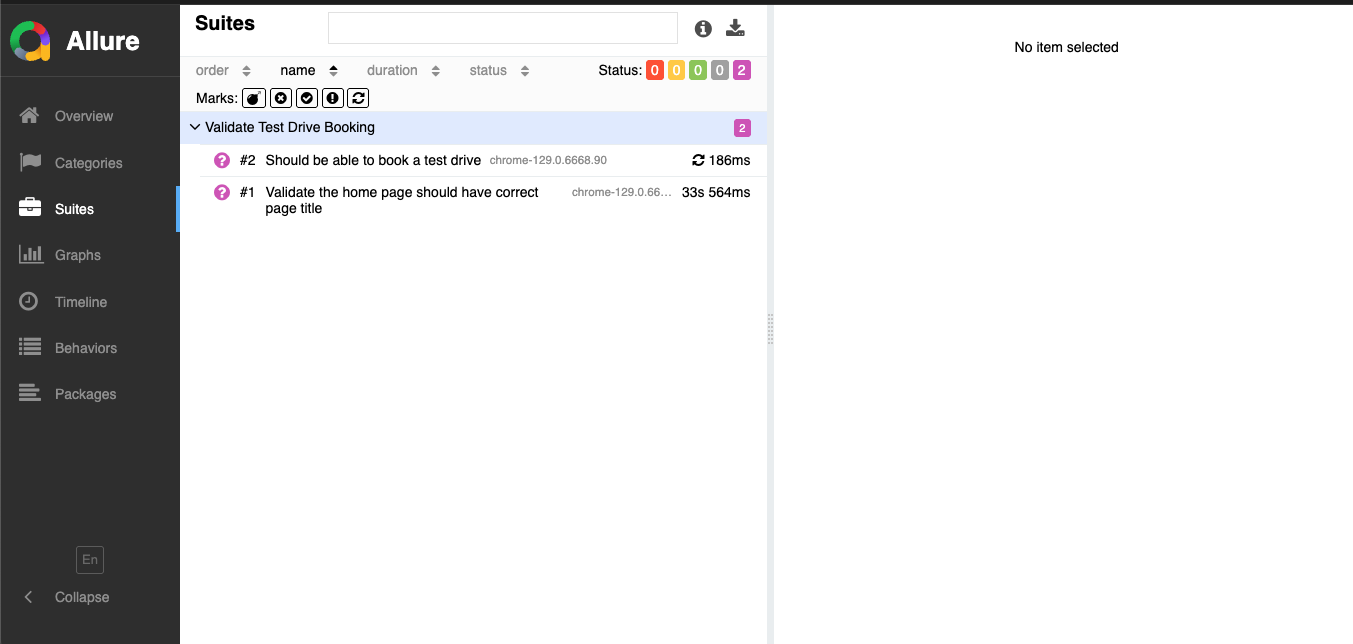 Allure
Overview
Categories
Suites
Graphs
Timeline
Behaviors
Packages
En
Collapse
Suites
order name duration status Status: 0 0 0 0 2
Marks:
Validate Test Drive Booking 2
#2 Should be able to book a test drive chrome-129.0.6668.90 186ms
#1 Validate the home page should have correct chrome-129.0.66... 33s 564ms
page title
No item selected